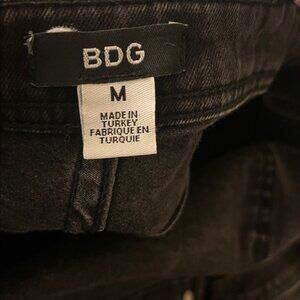 BDG
M
MADE IN
TURKEY
FABRIQUE EN
TURQUIE